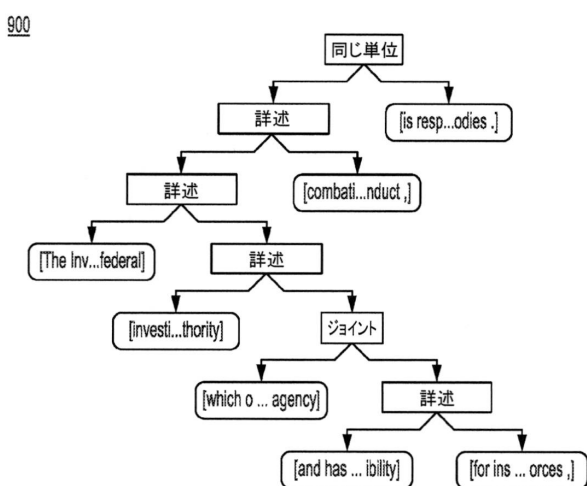 900
同じ単位
詳述
[is resp...odies .]
詳述
[combati...nduct ,]
[The Inv...federal]
詳述
[investi...thority]
ジョイント
[which o ... agency]
詳述
[and has ... ibility]
[for ins ... orces ,]